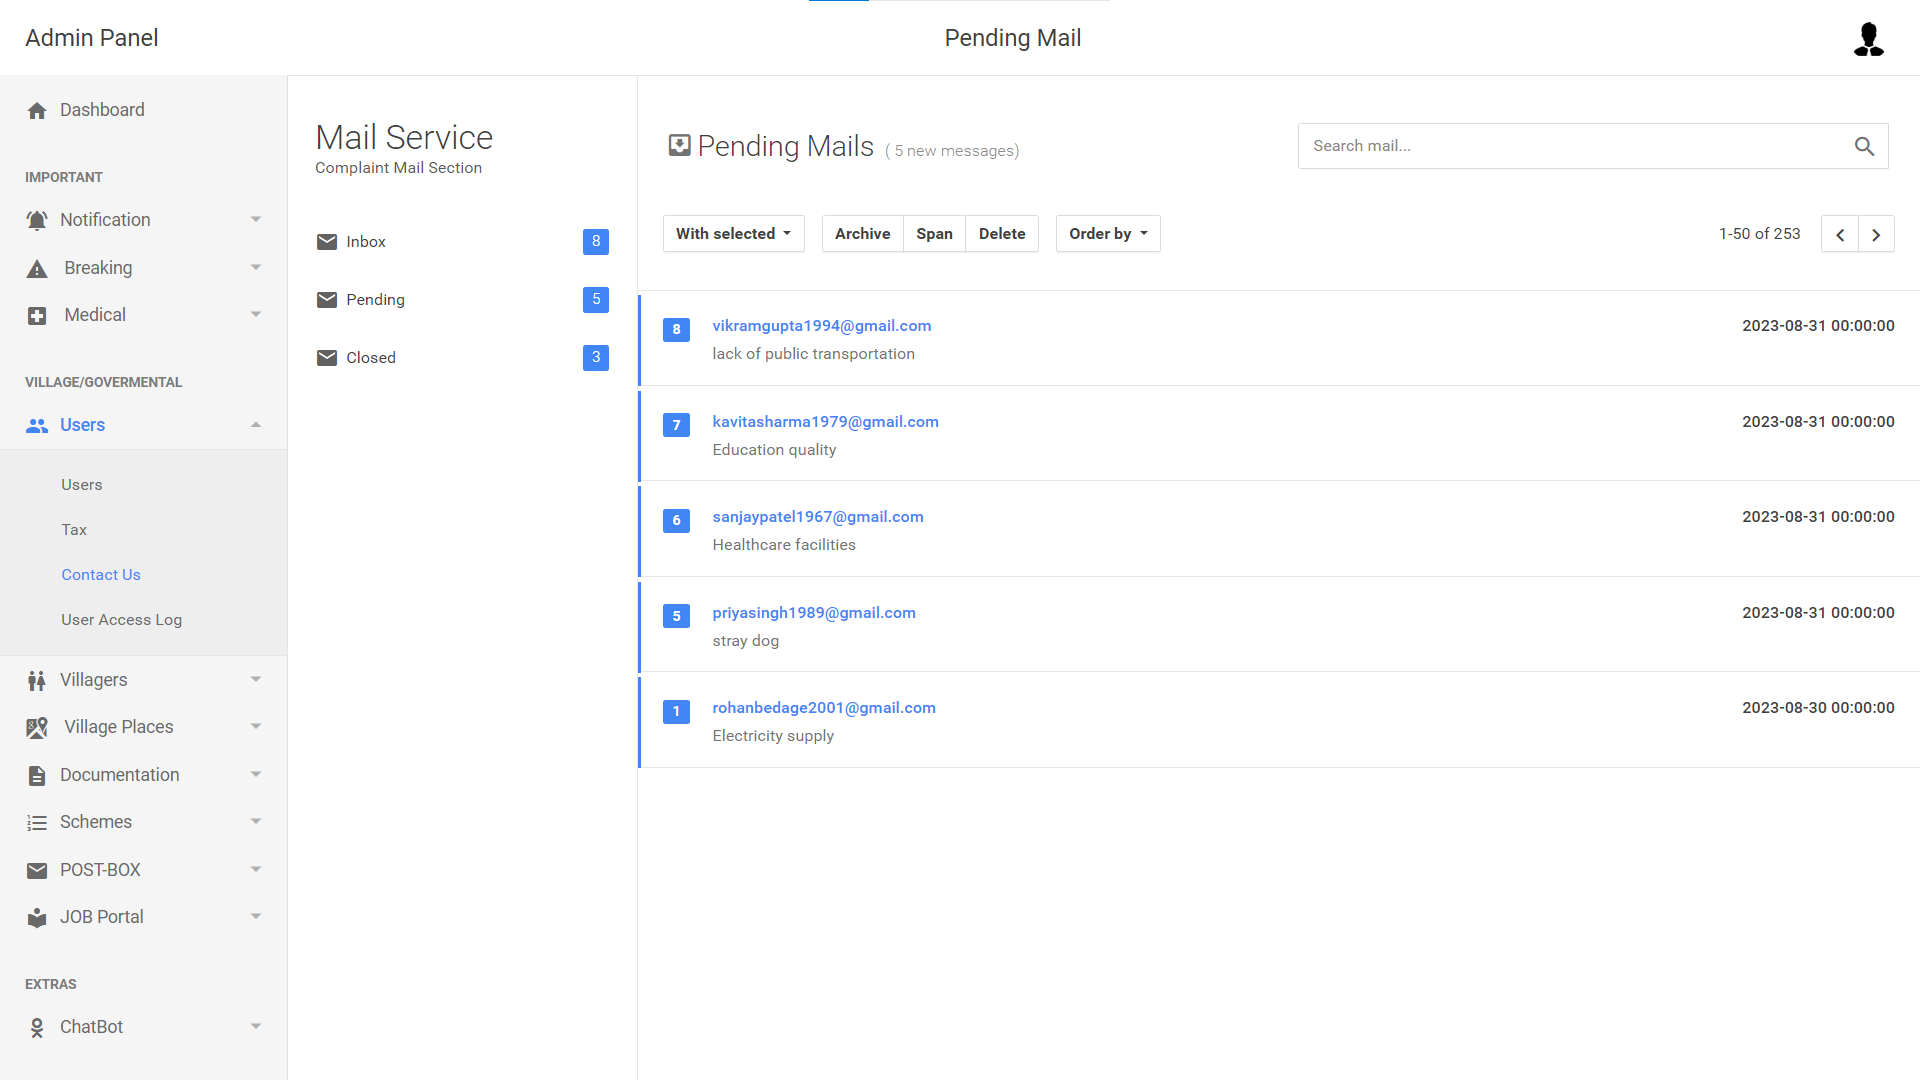 Admin Panel
Pending Mail
Dashboard
IMPORTANT
Notification
Breaking
Medical
VILLAGE/GOVERMENTAL
Users
Users
Tax
Contact Us
User Access Log
Villagers
Village Places
Documentation
Schemes
POST-BOX
JOB Portal
EXTRAS
ChatBot
Mail Service
Complaint Mail Section
Inbox 8
Pending 5
Closed 3
Pending Mails ( 5 new messages)
Search mail...
With selected Archive Span Delete Order by 1-50 of 253
8 vikramgupta1994@gmail.com 2023-08-31 00:00:00
lack of public transportation
7 kavitasharma1979@gmail.com 2023-08-31 00:00:00
Education quality
6 sanjaypatel1967@gmail.com 2023-08-31 00:00:00
Healthcare facilities
5 priyasingh1989@gmail.com 2023-08-31 00:00:00
stray dog
1 rohanbedage2001@gmail.com 2023-08-30 00:00:00
Electricity supply